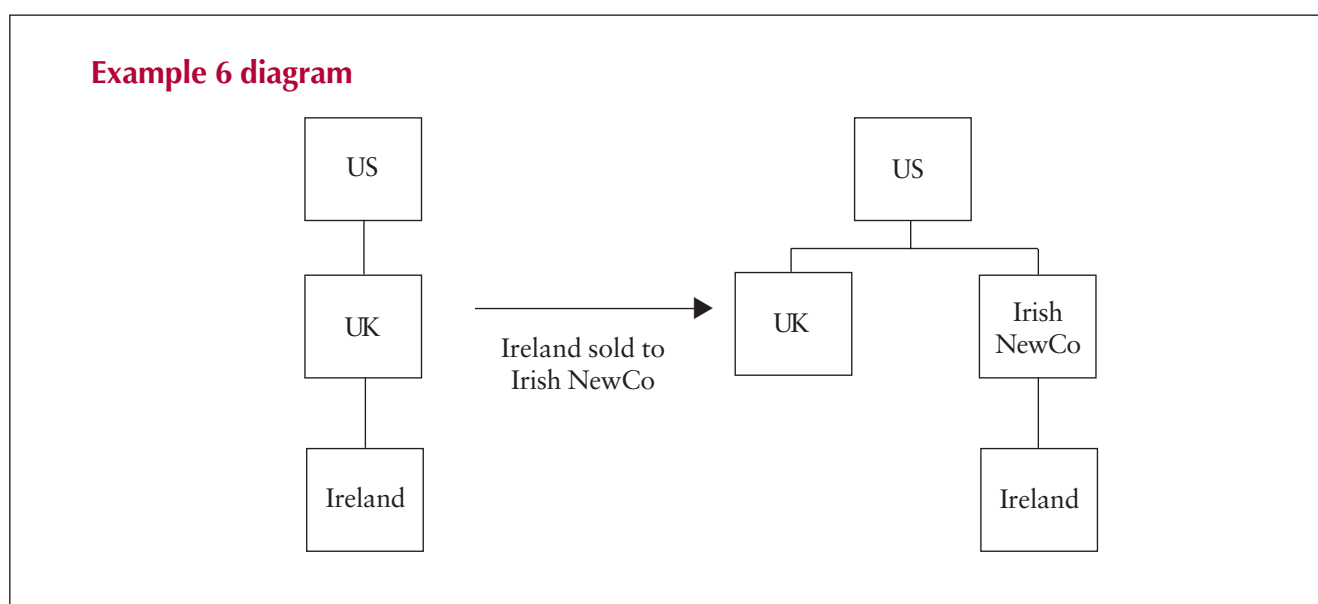 Example 6 diagram
US
UK
Ireland
Ireland sold to
Irish NewCo
US
UK
Irish
NewCo
Ireland